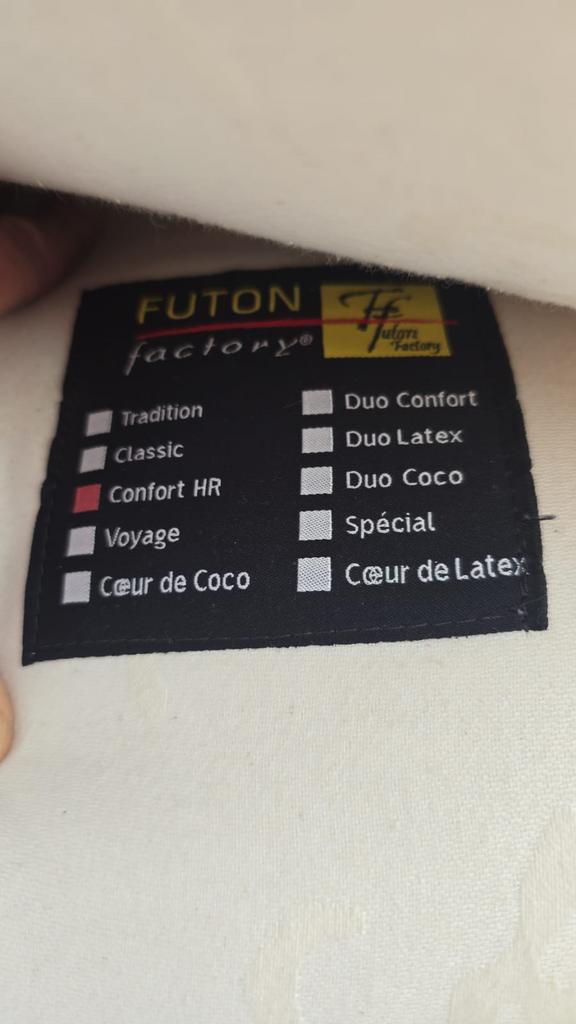 FUTON
factory®
Ff
Futon
Factory
Tradition
Classic
Confort HR
Voyage
Cœur de Coco
Duo Confort
Duo Latex
Duo Coco
Spécial
Cœur de Latex